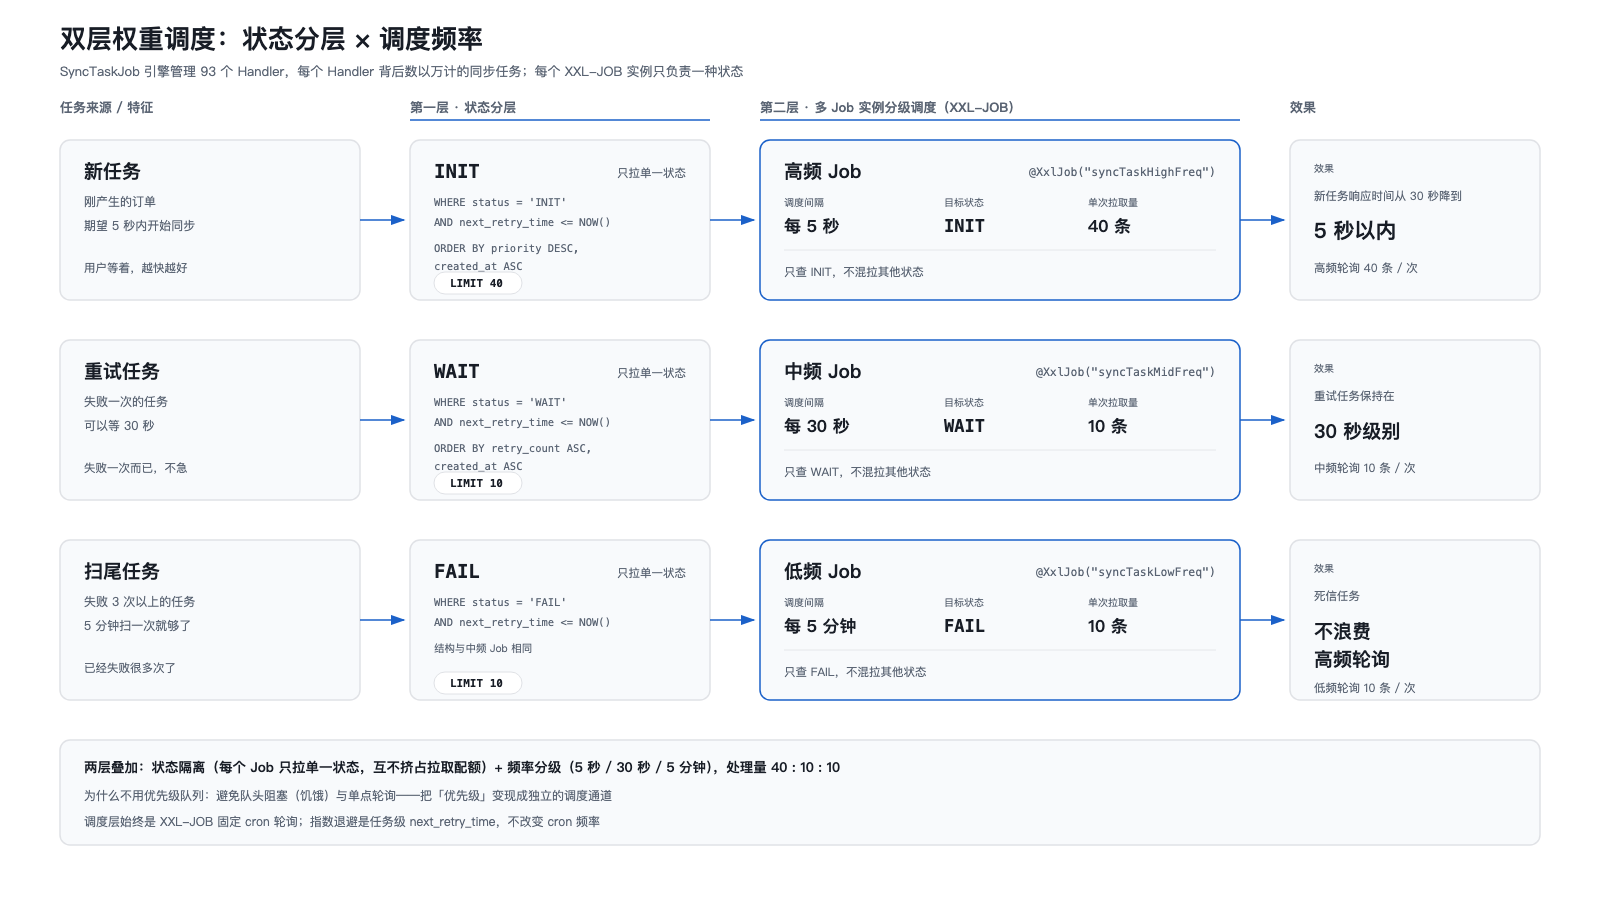 双层权重调度：状态分层 × 调度频率
SyncTaskJob 引擎管理 93 个 Handler，每个 Handler 背后数以万计的同步任务；每个 XXL-JOB 实例只负责一种状态
任务来源 / 特征
第一层 · 状态分层
第二层 · 多 Job 实例分级调度（XXL-JOB）
效果
新任务
刚产生的订单
期望 5 秒内开始同步
用户等着，越快越好
INIT
只拉单一状态
WHERE status = 'INIT'
AND next_retry_time <= NOW()
ORDER BY priority DESC,
created_at ASC
LIMIT 40
高频 Job
@XxlJob("syncTaskHighFreq")
调度间隔
目标状态
单次拉取量
每 5 秒
INIT
40 条
只查 INIT，不混拉其他状态
效果
新任务响应时间从 30 秒降到
5 秒以内
高频轮询 40 条 / 次
重试任务
失败一次的任务
可以等 30 秒
失败一次而已，不急
WAIT
只拉单一状态
WHERE status = 'WAIT'
AND next_retry_time <= NOW()
ORDER BY retry_count ASC,
created_at ASC
LIMIT 10
中频 Job
@XxlJob("syncTaskMidFreq")
调度间隔
目标状态
单次拉取量
每 30 秒
WAIT
10 条
只查 WAIT，不混拉其他状态
效果
重试任务保持在
30 秒级别
中频轮询 10 条 / 次
扫尾任务
失败 3 次以上的任务
5 分钟扫一次就够了
已经失败很多次了
FAIL
只拉单一状态
WHERE status = 'FAIL'
AND next_retry_time <= NOW()
结构与中频 Job 相同
LIMIT 10
低频 Job
@XxlJob("syncTaskLowFreq")
调度间隔
目标状态
单次拉取量
每 5 分钟
FAIL
10 条
只查 FAIL，不混拉其他状态
效果
死信任务
不浪费
高频轮询
低频轮询 10 条 / 次
两层叠加：状态隔离（每个 Job 只拉单一状态，互不挤占拉取配额）+ 频率分级（5 秒 / 30 秒 / 5 分钟），处理量 40 : 10 : 10
为什么不用优先级队列：避免队头阻塞（饥饿）与单点轮询——把「优先级」变现成独立的调度通道
调度层始终是 XXL-JOB 固定 cron 轮询；指数退避是任务级 next_retry_time，不改变 cron 频率